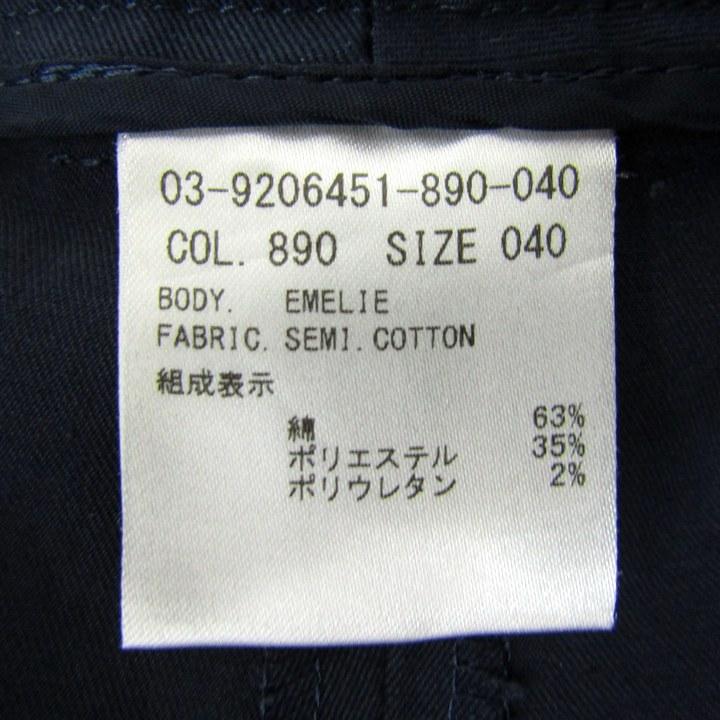 03-9206451-890-040
COL. 890 SIZE 040
BODY. EMELIE
FABRIC. SEMI.COTTON
組成表示
綿 63%
ポリエステル 35%
ポリウレタン 2%